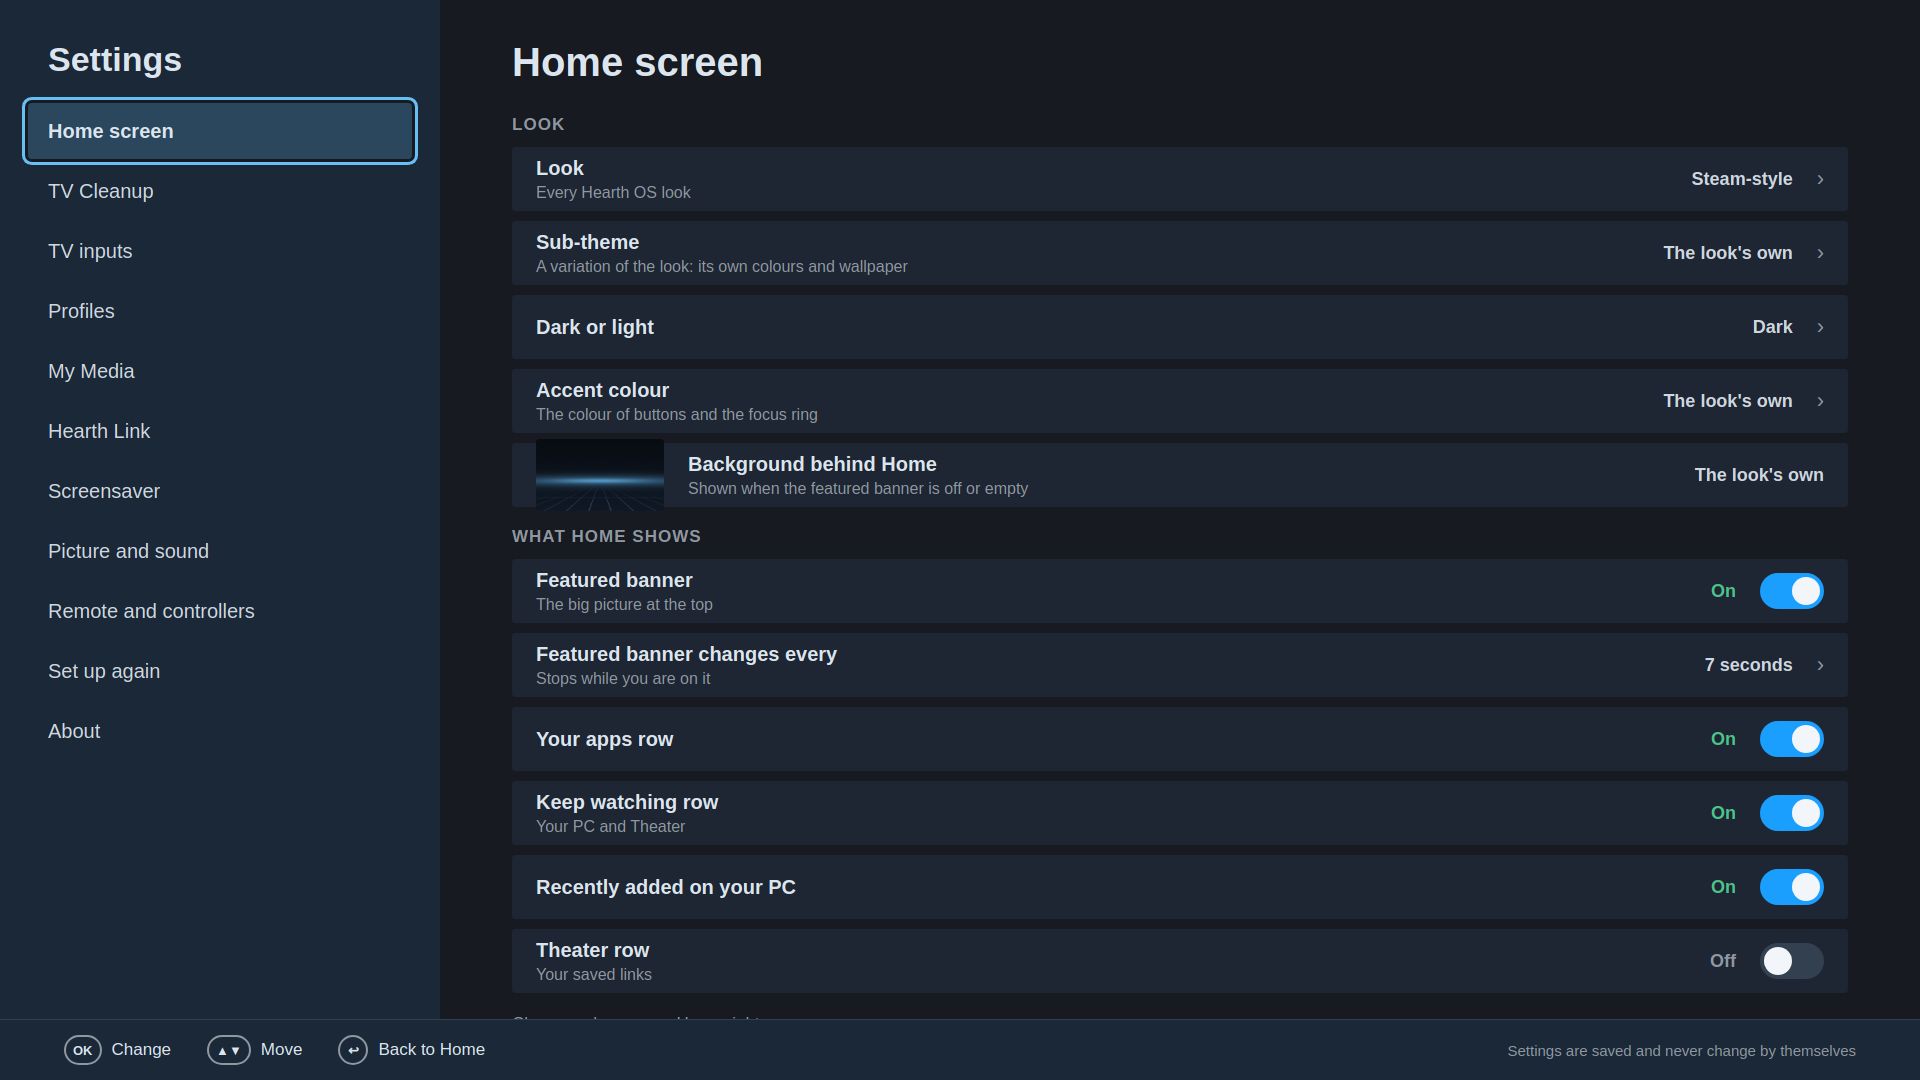 Settings
Home screen
TV Cleanup
TV inputs
Profiles
My Media
Hearth Link
Screensaver
Picture and sound
Remote and controllers
Set up again
About
Home screen
LOOK
Look
Every Hearth OS look
Steam-style
Sub-theme
A variation of the look: its own colours and wallpaper
The look's own
Dark or light
Dark
Accent colour
The colour of buttons and the focus ring
The look's own
Background behind Home
Shown when the featured banner is off or empty
The look's own
WHAT HOME SHOWS
Featured banner
The big picture at the top
On
Featured banner changes every
Stops while you are on it
7 seconds
Your apps row
On
Keep watching row
Your PC and Theater
On
Recently added on your PC
On
Theater row
Your saved links
Off
OK Change
Move
Back to Home
Settings are saved and never change by themselves